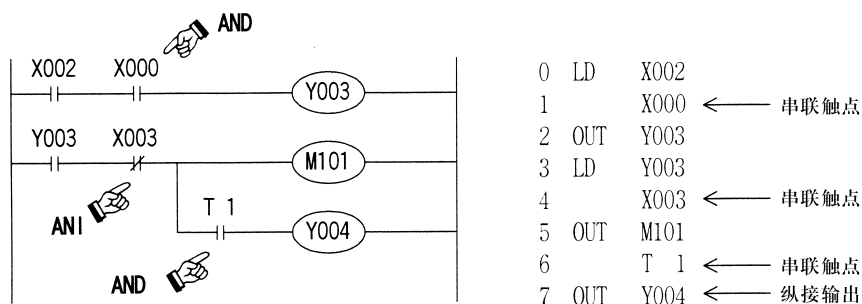 AND
X002 X000
Y003
Y003 X003
M101
ANI
T 1
Y004
AND
0 LD X002
1 X000 串联触点
2 OUT Y003
3 LD Y003
4 X003 串联触点
5 OUT M101
6 T 1 串联触点
7 OUT Y004 纵接输出